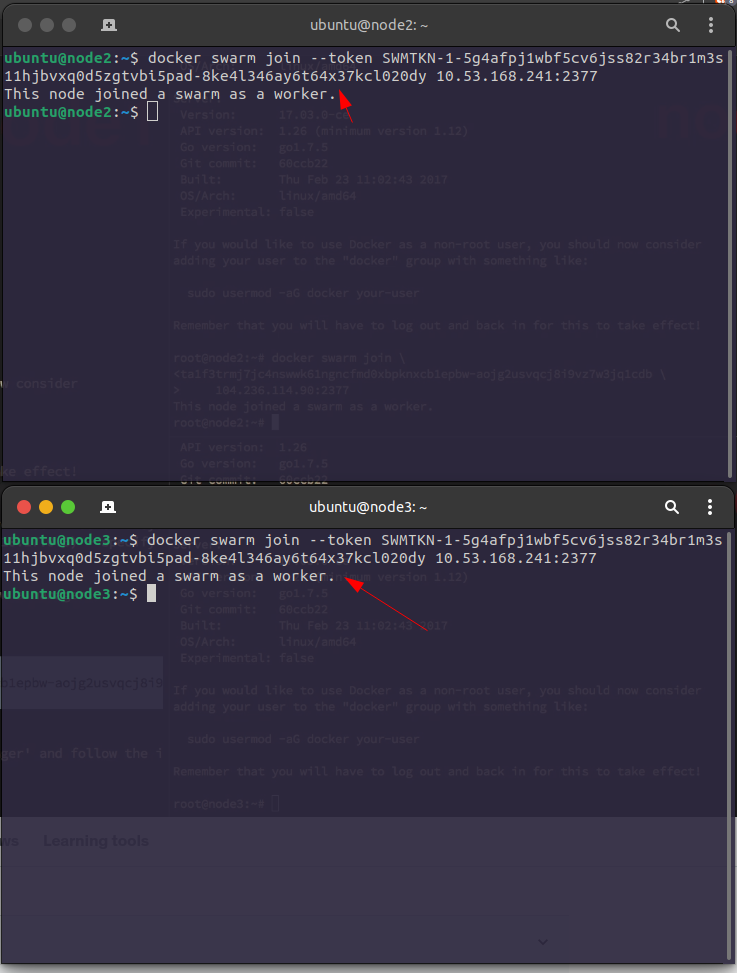 ubuntu@node2: ~
ubuntu@node2:~$ docker swarm join --token SWMTKN-1-5g4afpj1wbf5cv6jss82r34br1m3s
11hjbvxq0d5zgtvbi5pad-8ke4l346ay6t64x37kcl020dy 10.53.168.241:2377
This node joined a swarm as a worker.
ubuntu@node2:~$
Version: 17.03.0-ce
API version: 1.26 (minimum version 1.12)
Go version: go1.7.5
Git commit: 60ccb22
Built: Thu Feb 23 11:02:43 2017
OS/Arch: linux/amd64
Experimental: false
If you would like to use Docker as a non-root user, you should now consider
adding your user to the "docker" group with something like:
sudo usermod -aG docker your-user
Remember that you will have to log out and back in for this to take effect!
root@node2:~# docker swarm join \
w consider
> 104.236.114.90:2377
This node joined a swarm as a worker.
root@node2:~#
API version: 1.26
ke effect!
Go version: go1.7.5
Git commit: 60ccb22
ubuntu@node3: ~
ubuntu@node3:~$ docker swarm join --token SWMTKN-1-5g4afpj1wbf5cv6jss82r34br1m3s
11hjbvxq0d5zgtvbi5pad-8ke4l346ay6t64x37kcl020dy 10.53.168.241:2377
This node joined a swarm as a worker.
ubuntu@node3:~$
version 1.12)
Go version: go1.7.5
Git commit: 60ccb22
Built: Thu Feb 23 11:02:43 2017
OS/Arch: linux/amd64
Experimental: false
b1epbw-aojg2usvqcj8i9
If you would like to use Docker as a non-root user, you should now consider
adding your user to the "docker" group with something like:
sudo usermod -aG docker your-user
ger' and follow the i
Remember that you will have to log out and back in for this to take effect!
root@node3:~#
ws Learning tools